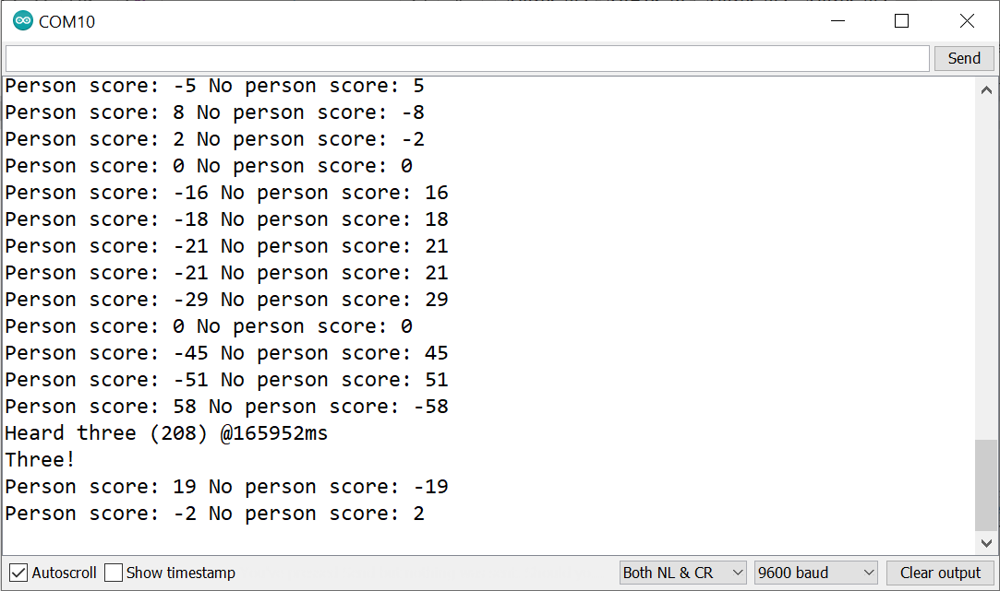 COM10
Send
Person score: -5 No person score: 5
Person score: 8 No person score: -8
Person score: 2 No person score: -2
Person score: 0 No person score: 0
Person score: -16 No person score: 16
Person score: -18 No person score: 18
Person score: -21 No person score: 21
Person score: -21 No person score: 21
Person score: -29 No person score: 29
Person score: 0 No person score: 0
Person score: -45 No person score: 45
Person score: -51 No person score: 51
Person score: 58 No person score: -58
Heard three (208) @165952ms
Three!
Person score: 19 No person score: -19
Person score: -2 No person score: 2
Autoscroll Show timestamp Both NL & CR 9600 baud Clear output